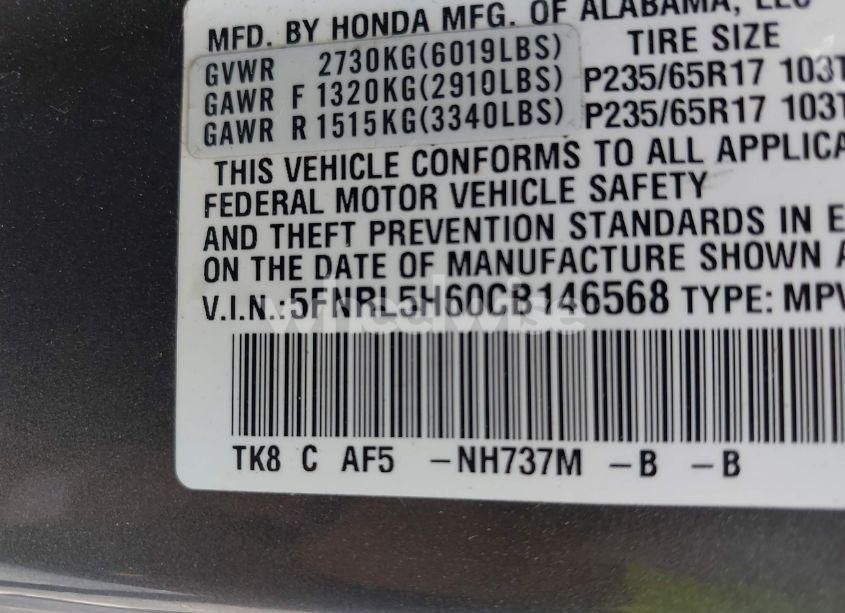 MFD. BY HONDA MFG. OF ALABAMA, LLC
GVWR 2730KG(6019LBS) TIRE SIZE
GAWR F 1320KG(2910LBS) P235/65R17 103T
GAWR R 1515KG(3340LBS) P235/65R17 103T
THIS VEHICLE CONFORMS TO ALL APPLICA
FEDERAL MOTOR VEHICLE SAFETY
AND THEFT PREVENTION STANDARDS IN E
ON THE DATE OF MANUFACTURE SHOWN A
V.I.N.:5FNRL5H60CB146568 TYPE: MPV
wheelwise
TK8 C AF5 -NH737M -B -B